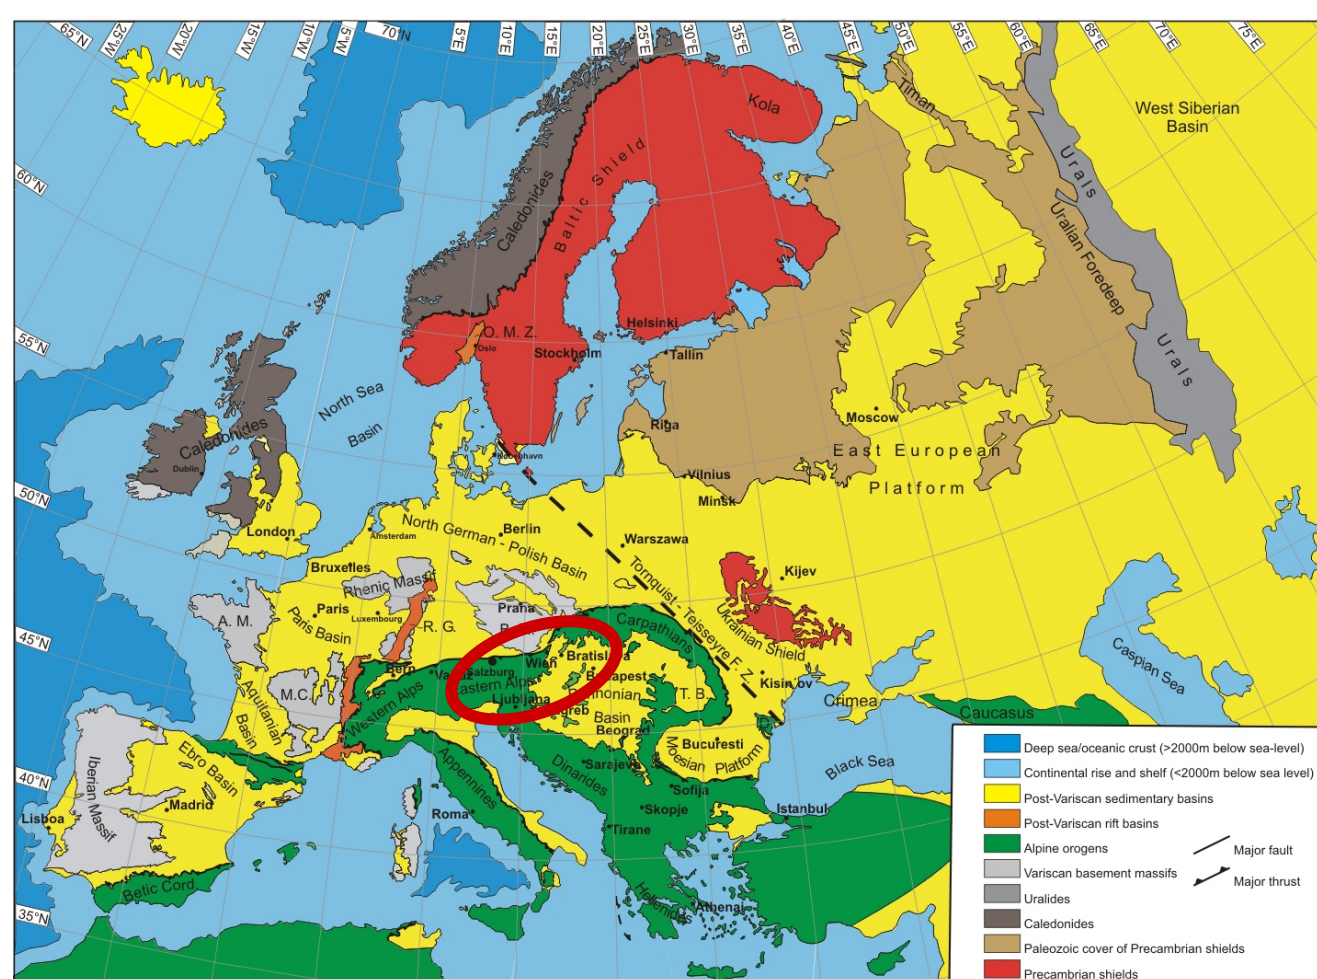 65°N
25°W
20°W
15°W
10°W
5°W
70°N
5°E
10°E
15°E
20°E
25°E
30°E
35°E
40°E
45°E
50°E
55°E
60°E
65°E
70°E
75°E
60°N
55°N
50°N
45°N
40°N
35°N
Kola
Timan
West Siberian
Basin
Urals
Uralian Foredeep
Urals
Caledonides
Baltic Shield
O. M. Z.
Oslo
Helsinki
Stockholm
Tallin
North Sea
Basin
Caledonides
Dublin
Riga
Moscow
East European
Platform
København
Vilnius
Minsk
London
Amsterdam
North German - Polish Basin
Berlin
Warszawa
Bruxelles
Rhenic Massif
Kijev
Tornquist - Teisseyre F. Z.
Ukrainian Shield
A. M.
Paris
Paris Basin
Luxembourg
R. G.
Praha
Carpathians
Bern
Salzburg
Wien
Bratislava
Eastern Alps
Budapest
Ljubljana
Western Alps
M.C.
Aquitanian
Basin
Basin
Beograd
T. B.
Kisin´ov
Crimea
Caspian Sea
Caucasus
Bucuresti
Moesian Platform
Black Sea
Ebro Basin
Iberian Massif
Madrid
Lisboa
Betic Cord
Appennines
Roma
Dinarides
Sarajevo
Sofija
Skopje
Tirane
Istanbul
Hellenides
Athenai
Deep sea/oceanic crust (>2000m below sea-level)
Continental rise and shelf (<2000m below sea level)
Post-Variscan sedimentary basins
Post-Variscan rift basins
Alpine orogens
Major fault
Variscan basement massifs
Major thrust
Uralides
Caledonides
Paleozoic cover of Precambrian shields
Precambrian shields